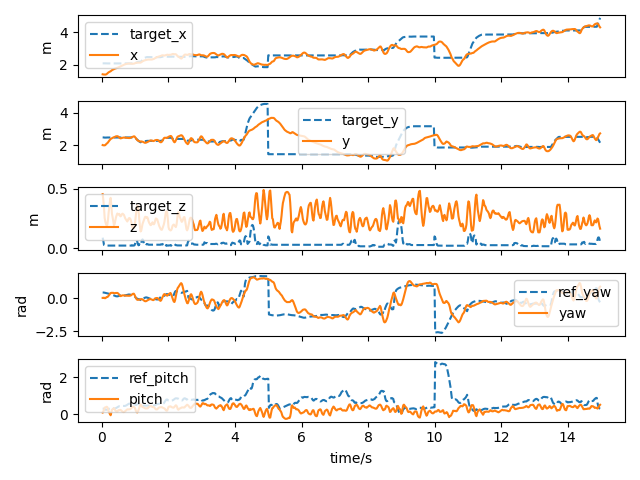 4
2
m
target_x
x
4
2
m
target_y
y
0.5
0.0
m
target_z
z
0.0
−2.5
rad
ref_yaw
yaw
2
0
rad
ref_pitch
pitch
0 2 4 6 8 10 12 14
time/s